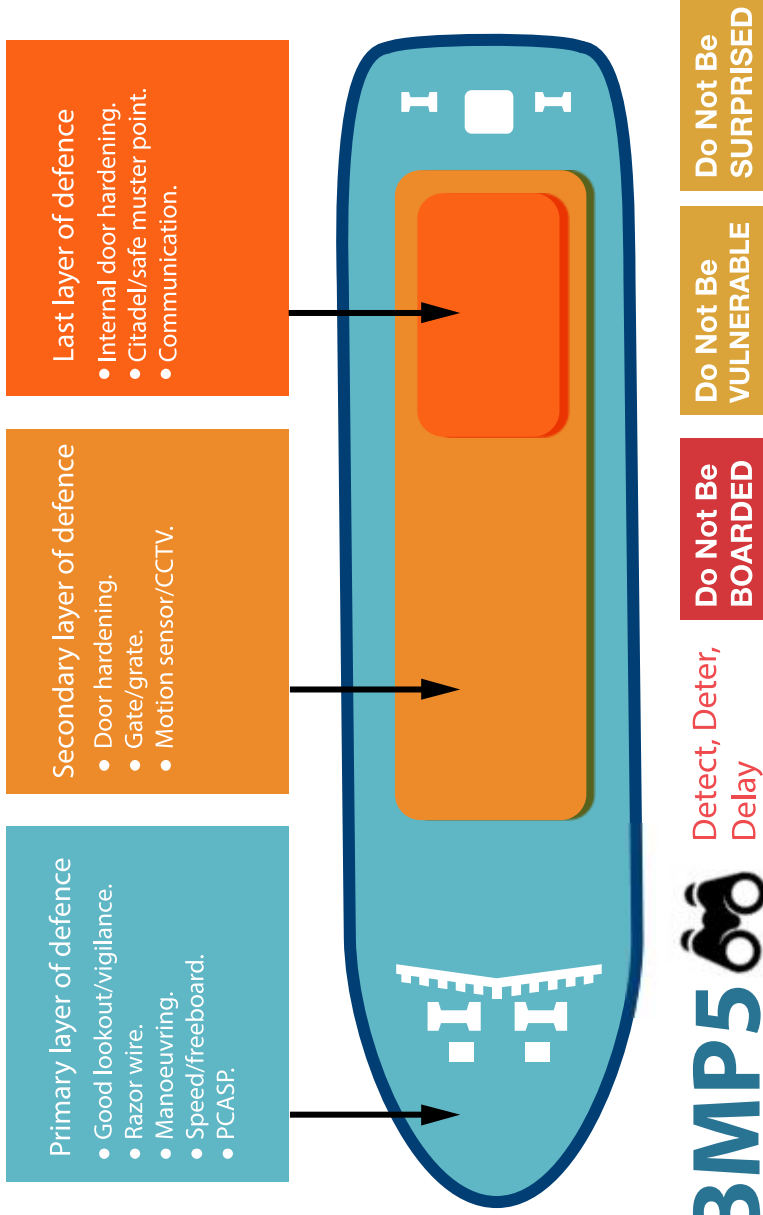 Primary layer of defence
• Good lookout/vigilance.
• Razor wire.
• Manoeuvring.
• Speed/freeboard.
• PCASP.
Secondary layer of defence
• Door hardening.
• Gate/grate.
• Motion sensor/CCTV.
Last layer of defence
• Internal door hardening.
• Citadel/safe muster point.
• Communication.
BMP5
Detect, Deter,
Delay
Do Not Be
BOARDED
Do Not Be
VULNERABLE
Do Not Be
SURPRISED